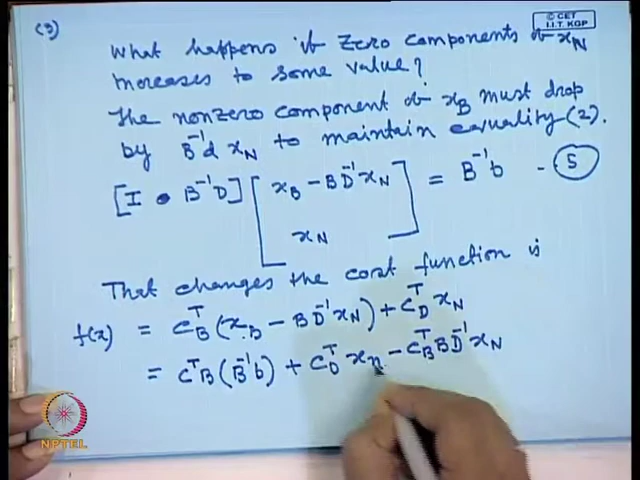 (9)
© CET
I.I.T. KGP
What happens if zero components of x_N
increases to some value?
The nonzero component of x_B must drop
by B⁻¹d x_N to maintain equality (2).
[I • B⁻¹D] [x_B - B D⁻¹ x_N
x_N] = B⁻¹b - (5)
That changes the cost function is
f(x) = C_B^T (x_B - B D⁻¹ x_N) + C_D^T x_N
= C^T B (B⁻¹b) + C_D^T x_n - C_B^T B D⁻¹ x_N
NPTEL